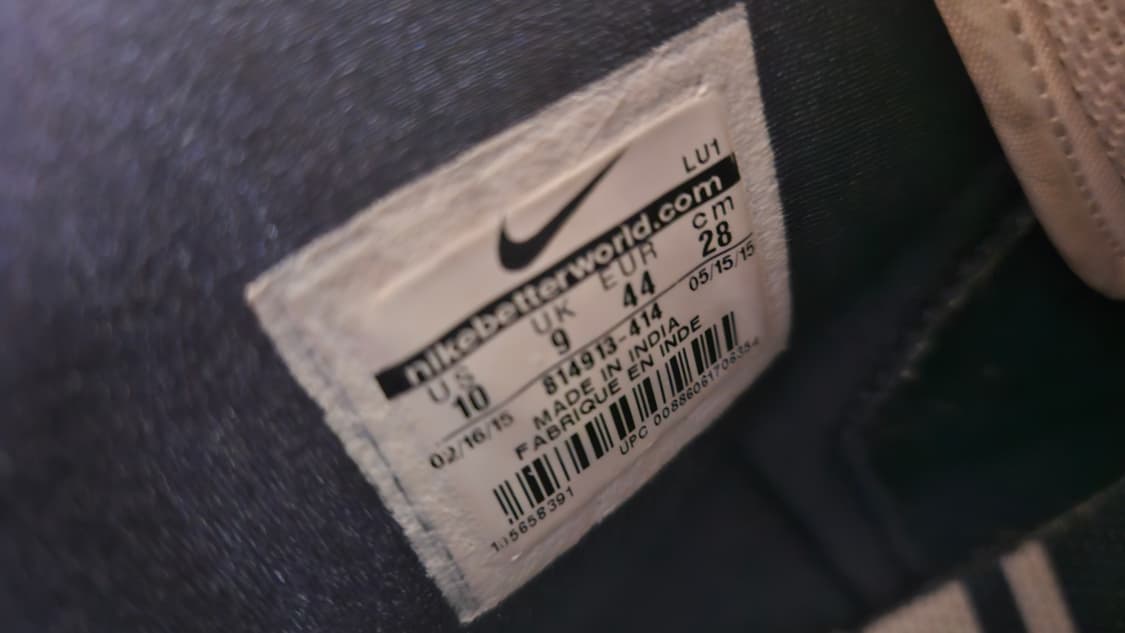 LU1
nikebetterworld.com
US UK EUR cm
10 9 44 28
02/16/15 814913-414 05/15/15
MADE IN INDIA
FABRIQUE EN INDE
UPC